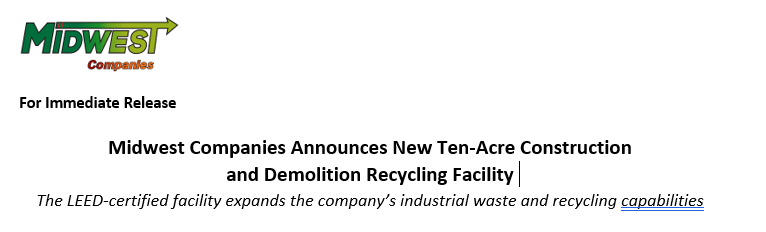 MIDWEST
Companies
For Immediate Release
Midwest Companies Announces New Ten-Acre Construction
and Demolition Recycling Facility
The LEED-certified facility expands the company's industrial waste and recycling capabilities